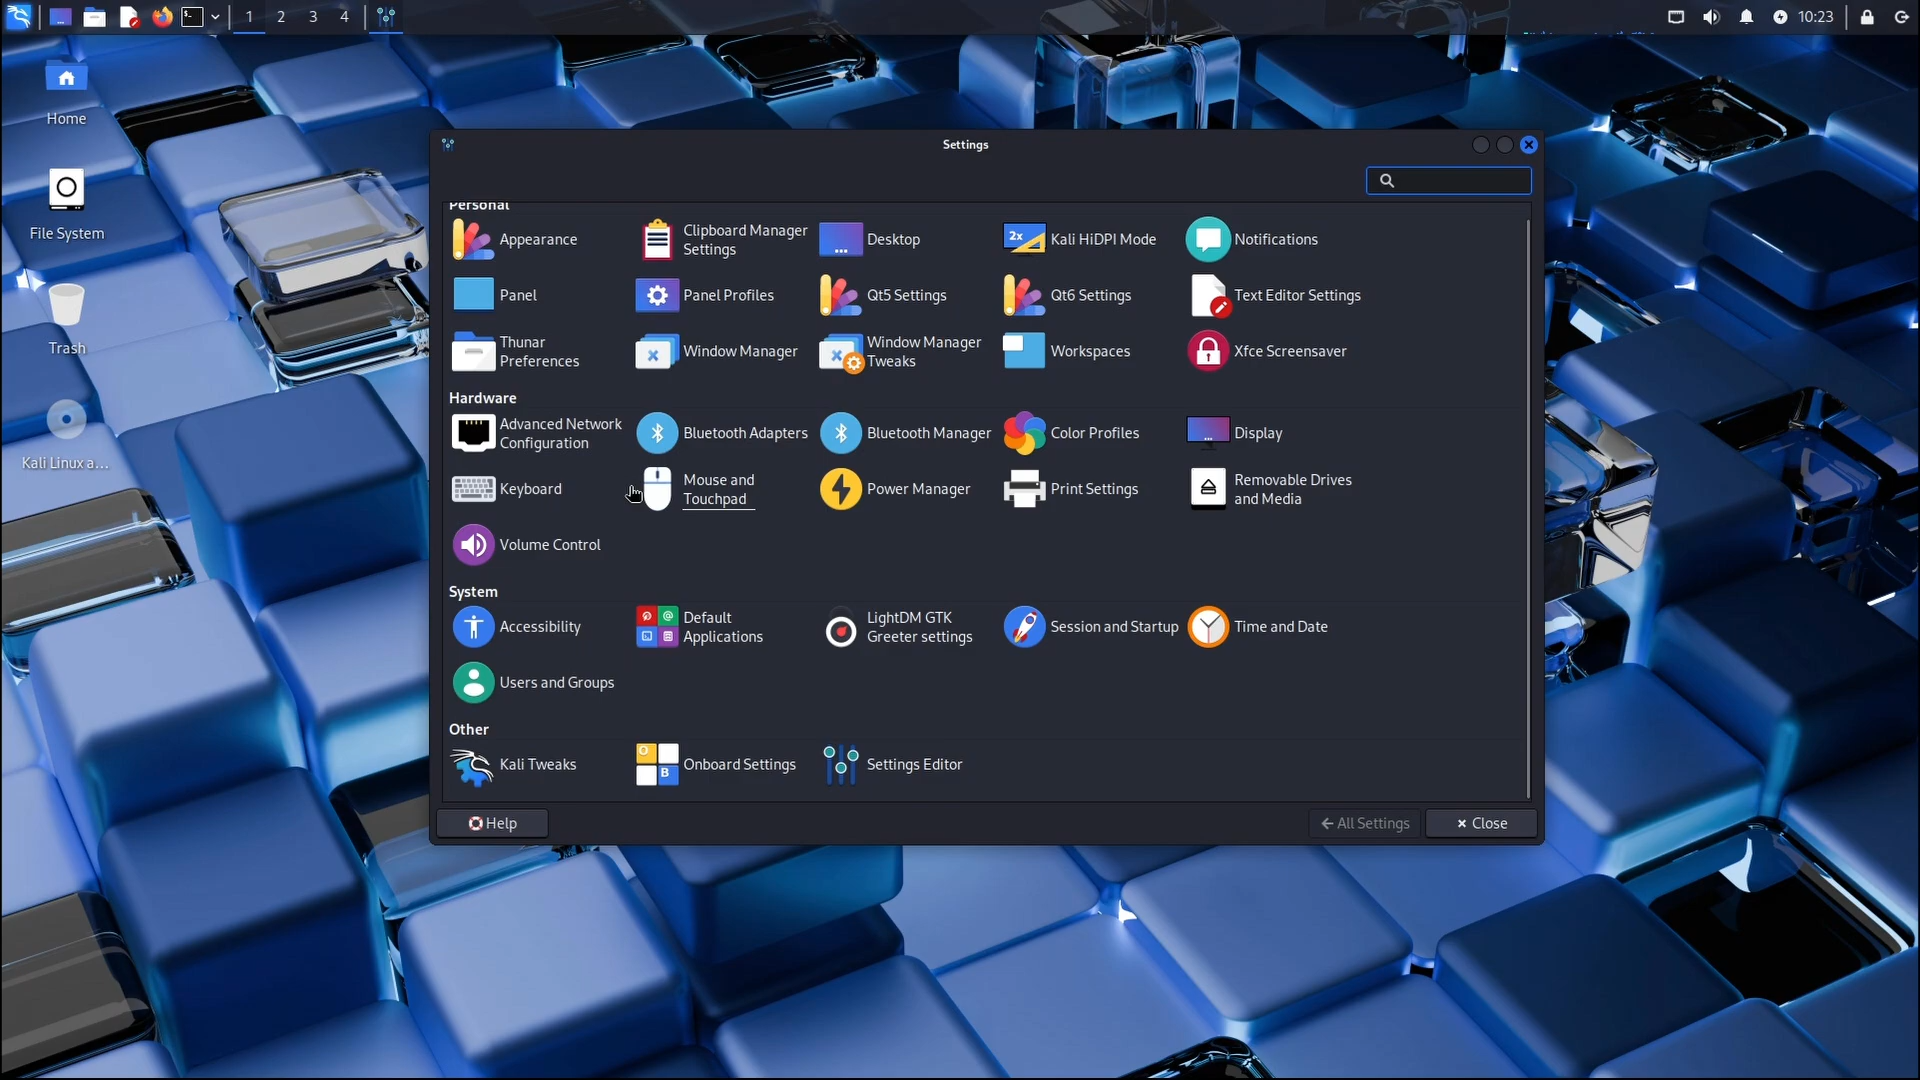 1 2 3 4
10:23
Home
File System
Trash
Kali Linux a...
Settings
Personal
Appearance
Clipboard Manager
Settings
Desktop
2x
Kali HiDPI Mode
Notifications
Panel
Panel Profiles
Qt5 Settings
Qt6 Settings
Text Editor Settings
Thunar
Preferences
Window Manager
Window Manager
Tweaks
Workspaces
Xfce Screensaver
Hardware
Advanced Network
Configuration
Bluetooth Adapters
Bluetooth Manager
Color Profiles
Display
Keyboard
Mouse and
Touchpad
Power Manager
Print Settings
Removable Drives
and Media
Volume Control
System
Accessibility
Default
Applications
LightDM GTK
Greeter settings
Session and Startup
Time and Date
Users and Groups
Other
Kali Tweaks
O
B
Onboard Settings
Settings Editor
Help
All Settings
Close